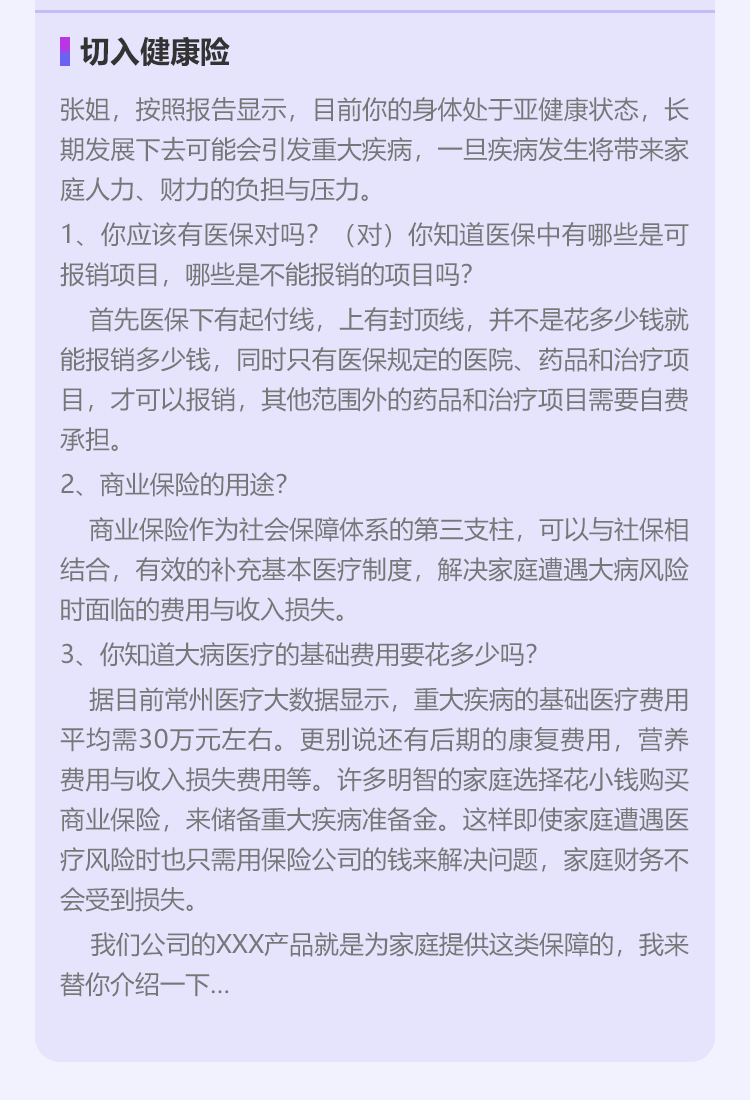 切入健康险
张姐，按照报告显示，目前你的身体处于亚健康状态，长
期发展下去可能会引发重大疾病，一旦疾病发生将带来家
庭人力、财力的负担与压力。
1、你应该有医保对吗？（对）你知道医保中有哪些是可
报销项目，哪些是不能报销的项目吗？
首先医保下有起付线，上有封顶线，并不是花多少钱就
能报销多少钱，同时只有医保规定的医院、药品和治疗项
目，才可以报销，其他范围外的药品和治疗项目需要自费
承担。
2、商业保险的用途？
商业保险作为社会保障体系的第三支柱，可以与社保相
结合，有效的补充基本医疗制度，解决家庭遭遇大病风险
时面临的费用与收入损失。
3、你知道大病医疗的基础费用要花多少吗？
据目前常州医疗大数据显示，重大疾病的基础医疗费用
平均需30万元左右。更别说还有后期的康复费用，营养
费用与收入损失费用等。许多明智的家庭选择花小钱购买
商业保险，来储备重大疾病准备金。这样即使家庭遭遇医
疗风险时也只需用保险公司的钱来解决问题，家庭财务不
会受到损失。
我们公司的XXX产品就是为家庭提供这类保障的，我来
替你介绍一下...